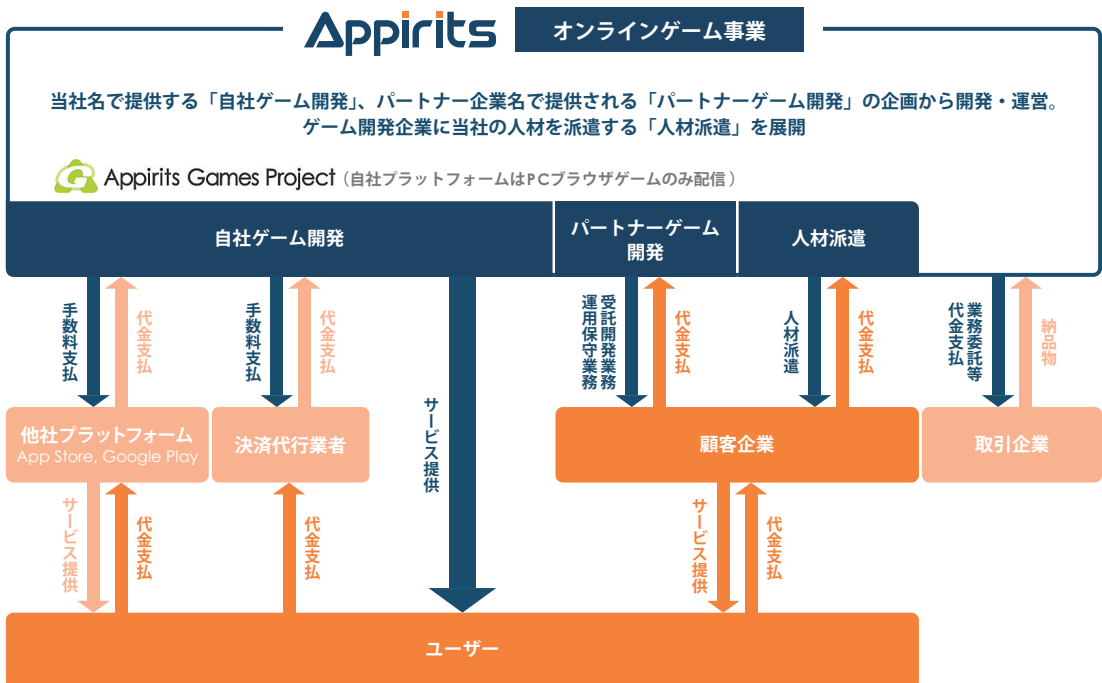 Appirits オンラインゲーム事業
当社名で提供する「自社ゲーム開発」、パートナー企業名で提供される「パートナーゲーム開発」の企画から開発・運営。
ゲーム開発企業に当社の人材を派遣する「人材派遣」を展開
G Appirits Games Project（自社プラットフォームはPCブラウザゲームのみ配信）
自社ゲーム開発
パートナーゲーム
開発
人材派遣
手数料支払
代金支払
手数料支払
代金支払
サービス提供
受託開発業務
運用保守業務
代金支払
人材派遣
代金支払
業務委託等
代金支払
納品物
他社プラットフォーム
App Store, Google Play
決済代行業者
顧客企業
取引企業
サービス提供
代金支払
代金支払
サービス提供
代金支払
ユーザー